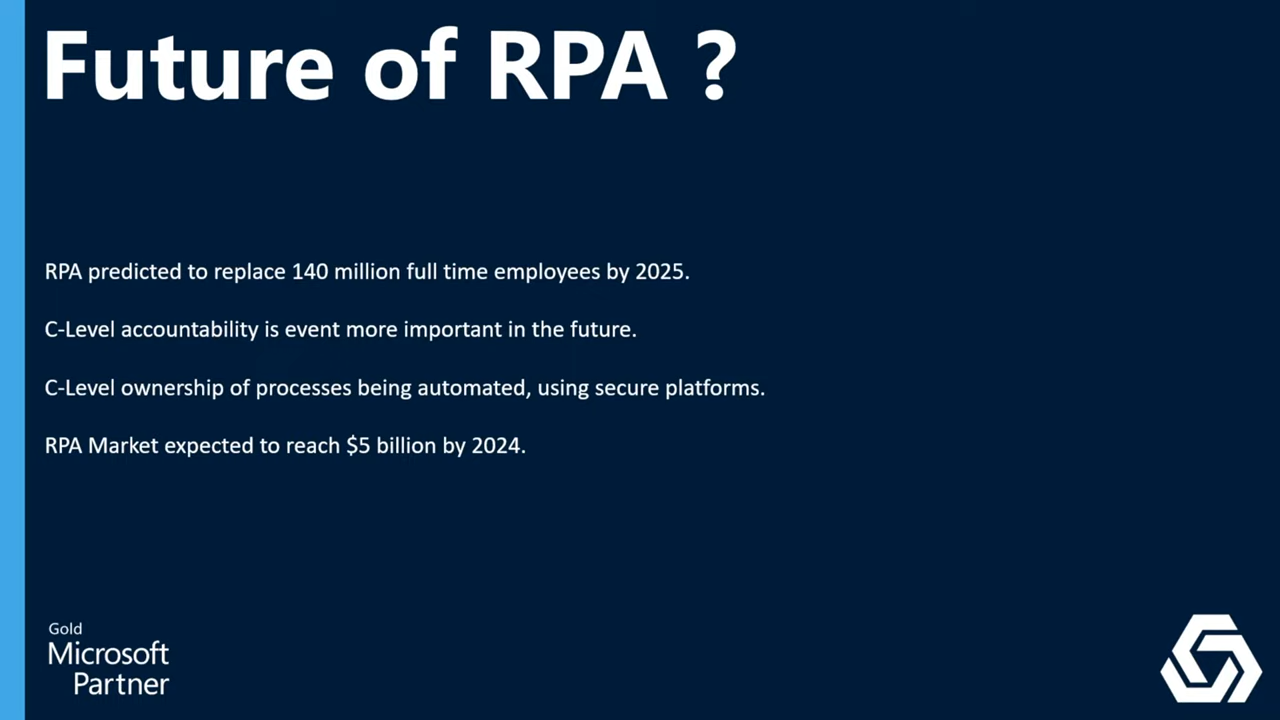 Future of RPA ?
RPA predicted to replace 140 million full time employees by 2025.
C-Level accountability is event more important in the future.
C-Level ownership of processes being automated, using secure platforms.
RPA Market expected to reach $5 billion by 2024.
Gold
Microsoft
Partner